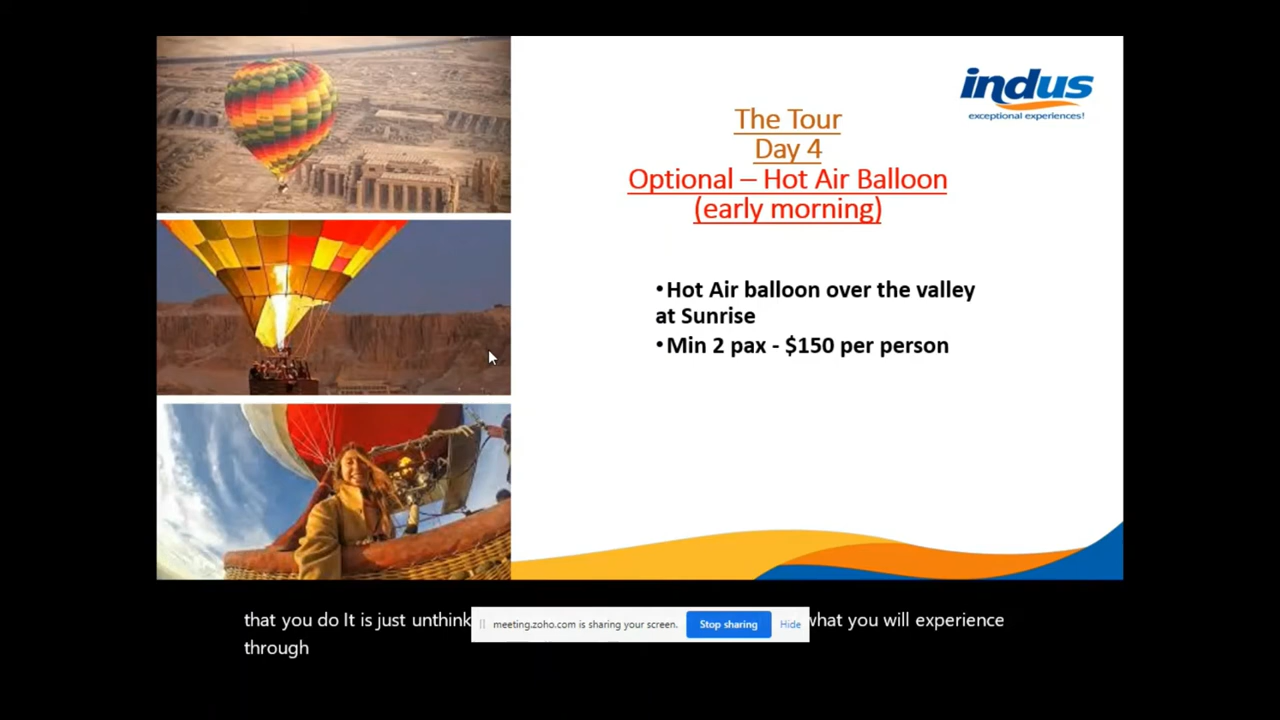 indus
exceptional experiences!
The Tour
Day 4
Optional – Hot Air Balloon
(early morning)
•Hot Air balloon over the valley
at Sunrise
•Min 2 pax - $150 per person
that you do It is just unthink
what you will experience
through
meeting.zoho.com is sharing your screen.
Stop sharing
Hide